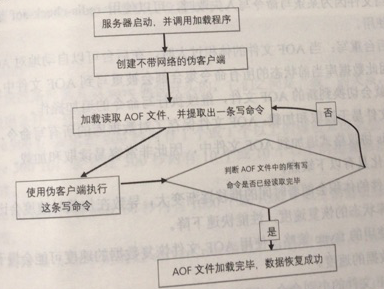 服务器启动，并调用加载程序
创建不带网络的伪客户端
加载读取 AOF 文件，并提取出一条写命令
否
判断 AOF 文件中的所有写
命令是否已经读取完毕
使用伪客户端执行
这条写命令
是
AOF 文件加载完毕，数据恢复成功